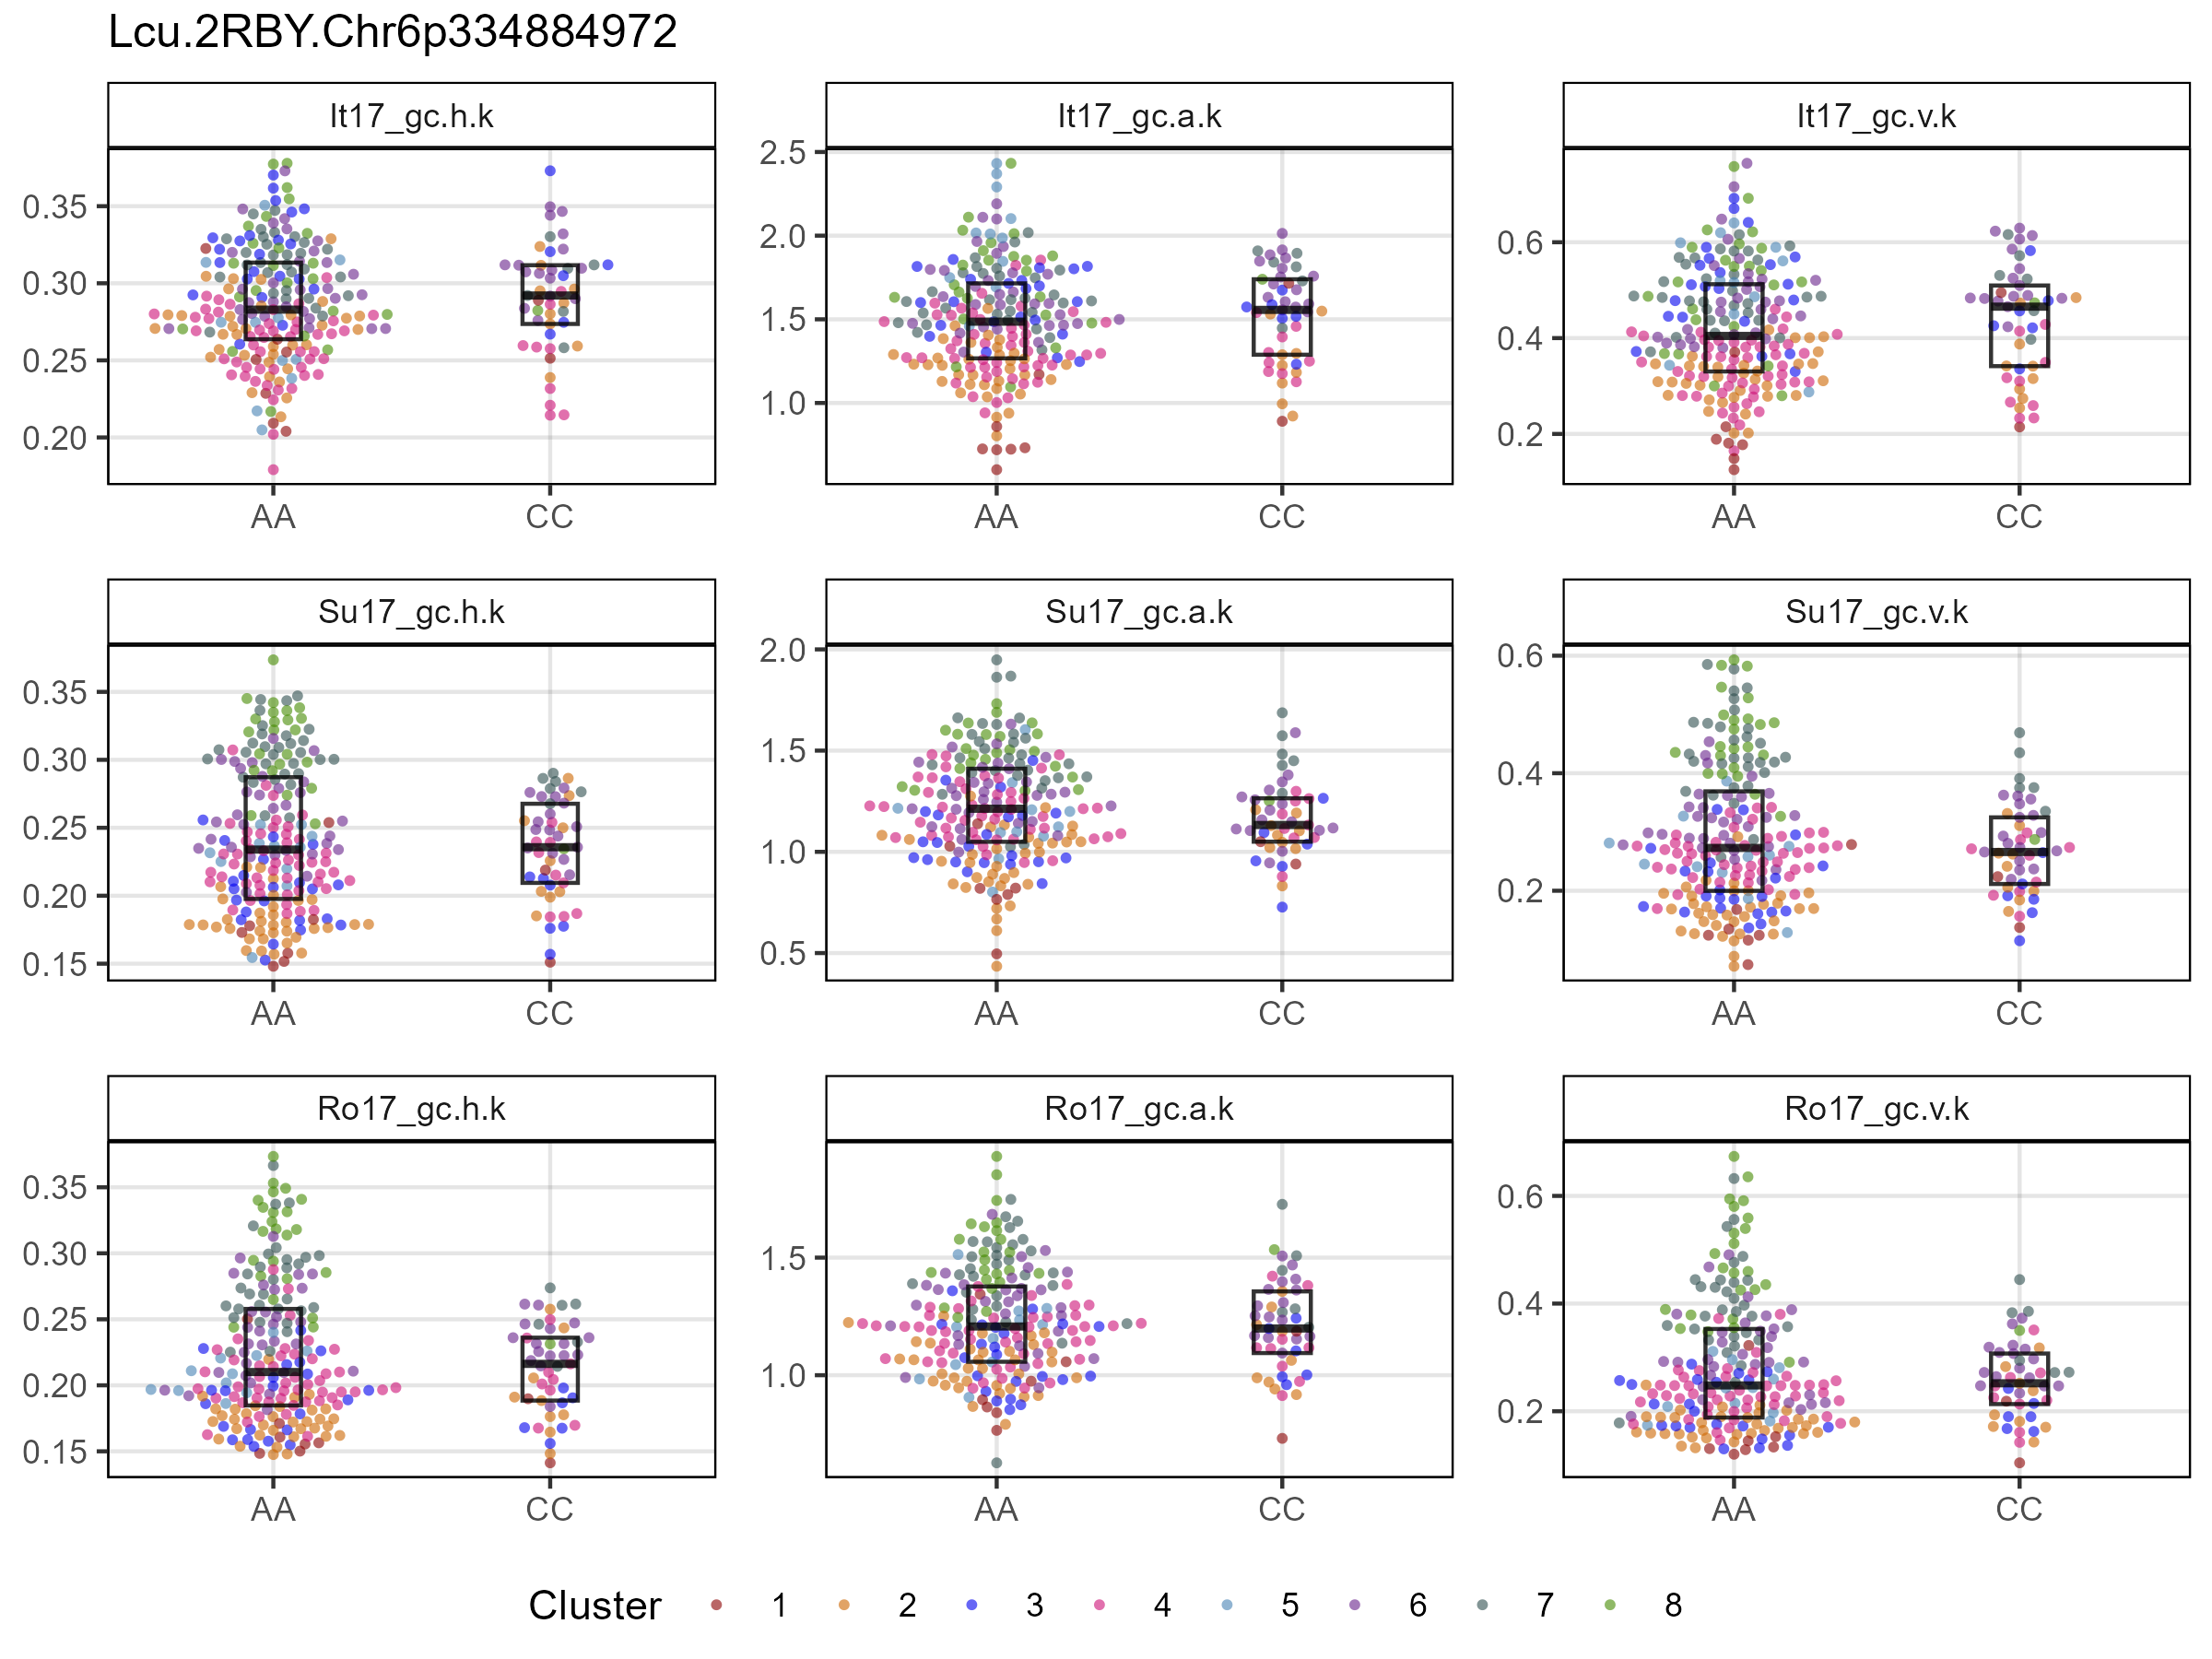 Lcu.2RBY.Chr6p334884972
It17_gc.h.k
It17_gc.a.k
It17_gc.v.k
0.35
0.30
0.25
0.20
AA
CC
2.5
2.0
1.5
1.0
AA
CC
0.6
0.4
0.2
AA
CC
Su17_gc.h.k
Su17_gc.a.k
Su17_gc.v.k
0.35
0.30
0.25
0.20
0.15
AA
CC
2.0
1.5
1.0
0.5
AA
CC
0.6
0.4
0.2
AA
CC
Ro17_gc.h.k
Ro17_gc.a.k
Ro17_gc.v.k
0.35
0.30
0.25
0.20
0.15
AA
CC
1.5
1.0
AA
CC
0.6
0.4
0.2
AA
CC
Cluster 1 2 3 4 5 6 7 8